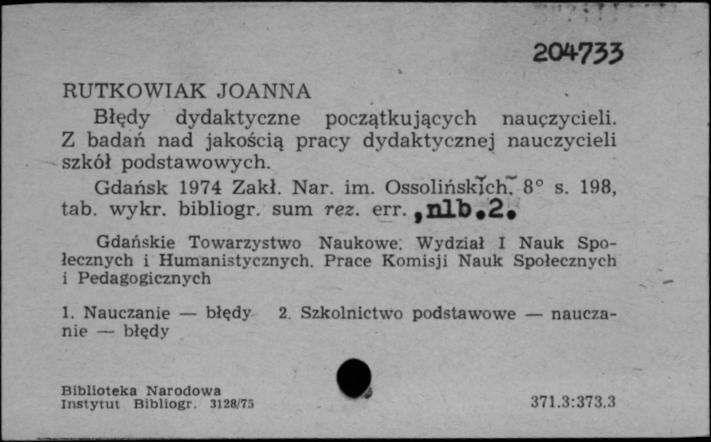 204733
RUTKOWIAK JOANNA
Błędy dydaktyczne początkujących nauczycieli.
Z badań nad jakością pracy dydaktycznej nauczycieli
szkół podstawowych.
Gdańsk 1974 Zakł. Nar. im. Ossolińskich. 8° s. 198,
tab. wykr. bibliogr. sum rez. err. ,nlb.2.
Gdańskie Towarzystwo Naukowe. Wydział I Nauk Spo-
łecznych i Humanistycznych. Prace Komisji Nauk Społecznych
i Pedagogicznych
1. Nauczanie — błędy 2. Szkolnictwo podstawowe — naucza-
nie — błędy
Biblioteka Narodowa
Instytut Bibliogr. 3128/75
371.3:373.3